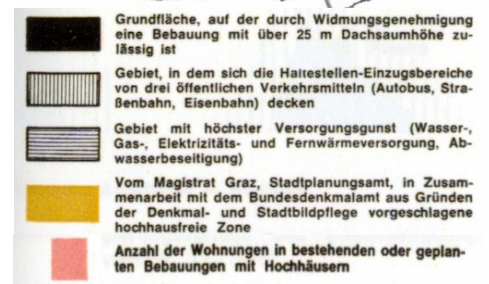 Grundfläche, auf der durch Widmungsgenehmigung
eine Bebauung mit über 25 m Dachsaumhöhe zu-
lässig ist
Gebiet, in dem sich die Haltestellen-Einzugsbereiche
von drei öffentlichen Verkehrsmitteln (Autobus, Stra-
ßenbahn, Eisenbahn) decken
Gebiet mit höchster Versorgungsgunst (Wasser-,
Gas-, Elektrizitäts- und Fernwärmeversorgung, Ab-
wasserbeseitigung)
Vom Magistrat Graz, Stadtplanungsamt, in Zusam-
menarbeit mit dem Bundesdenkmalamt aus Gründen
der Denkmal- und Stadtbildpflege vorgeschlagene
hochhausfreie Zone
Anzahl der Wohnungen in bestehenden oder geplan-
ten Bebauungen mit Hochhäusern